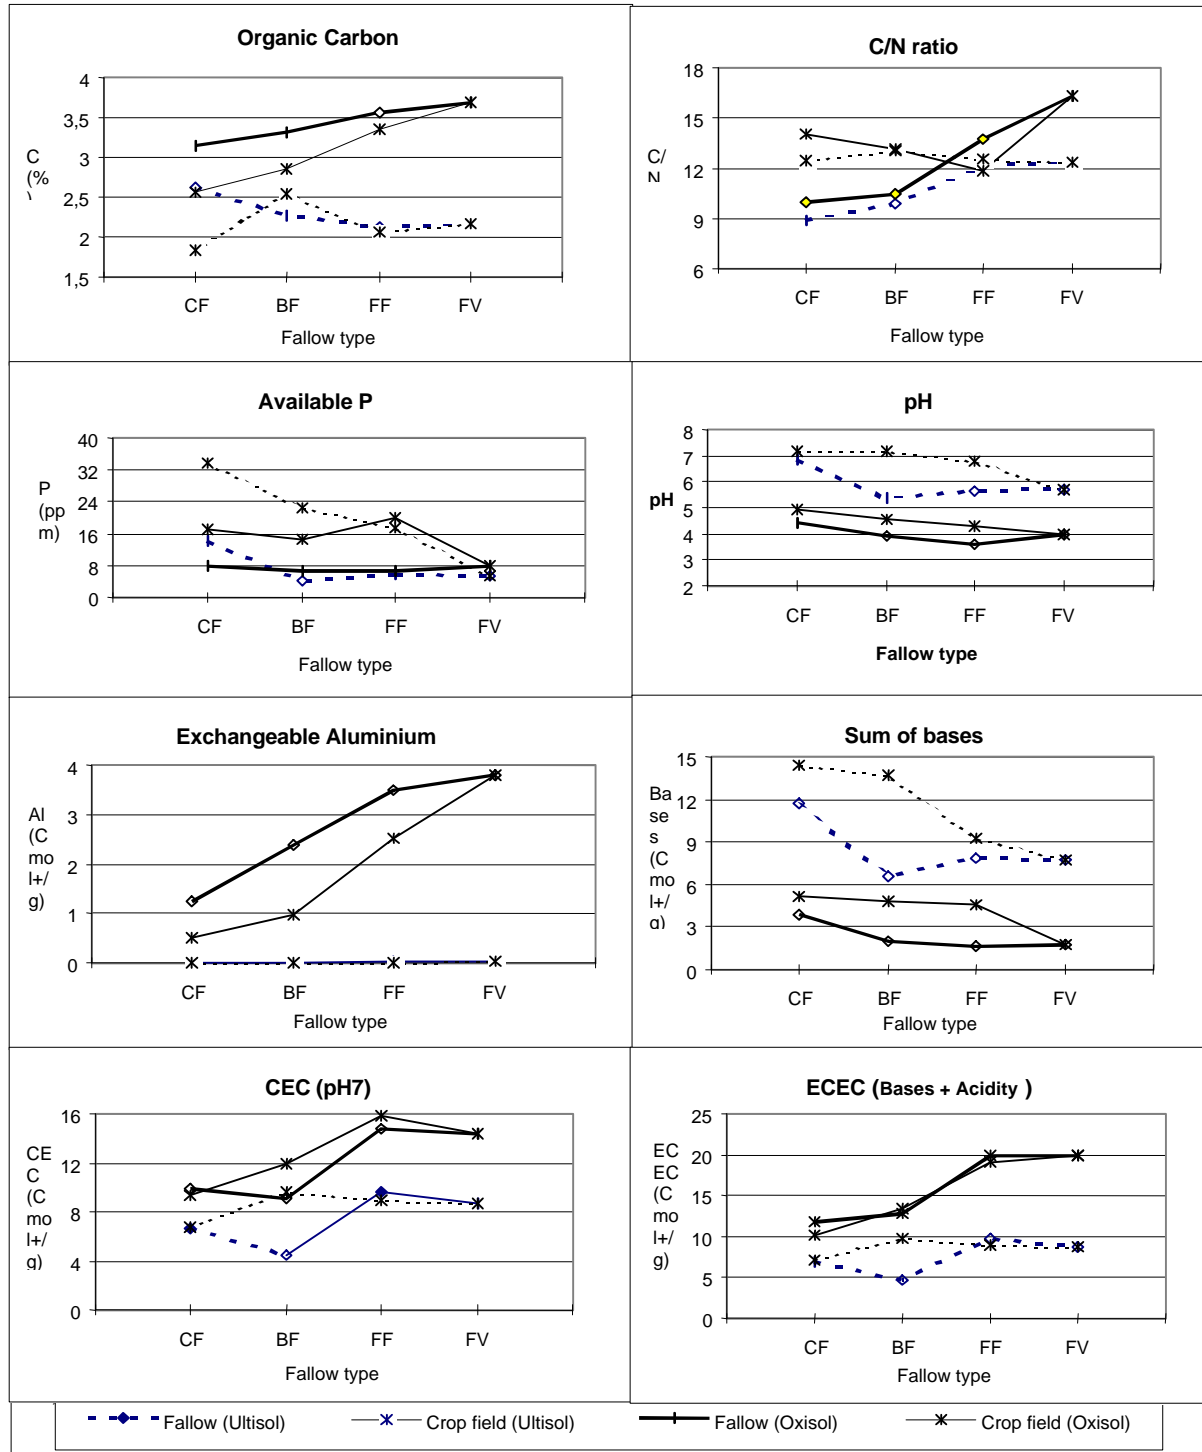 Organic Carbon
4
3,5
3
2,5
2
1,5
C
(%
)
CF BF FF FV
Fallow type
C/N ratio
18
15
12
9
6
C/
N
CF BF FF FV
Fallow type
Available P
40
32
24
16
8
0
P
(pp
m)
CF BF FF FV
Fallow type
pH
8
7
6
5
4
3
2
pH
CF BF FF FV
Fallow type
Exchangeable Aluminium
4
3
2
1
0
Al
(C
mo
l+/
g)
CF BF FF FV
Fallow type
Sum of bases
15
12
9
6
3
0
Ba
se
s
(C
mo
l+/
g)
CF BF FF FV
Fallow type
CEC (pH7)
16
12
8
4
0
CE
C
(C
mo
l+/
g)
CF BF FF FV
Fallow type
ECEC (Bases + Acidity )
25
20
15
10
5
0
EC
EC
(C
mo
l+/
g)
CF BF FF FV
Fallow type
Fallow (Ultisol) Crop field (Ultisol) Fallow (Oxisol) Crop field (Oxisol)